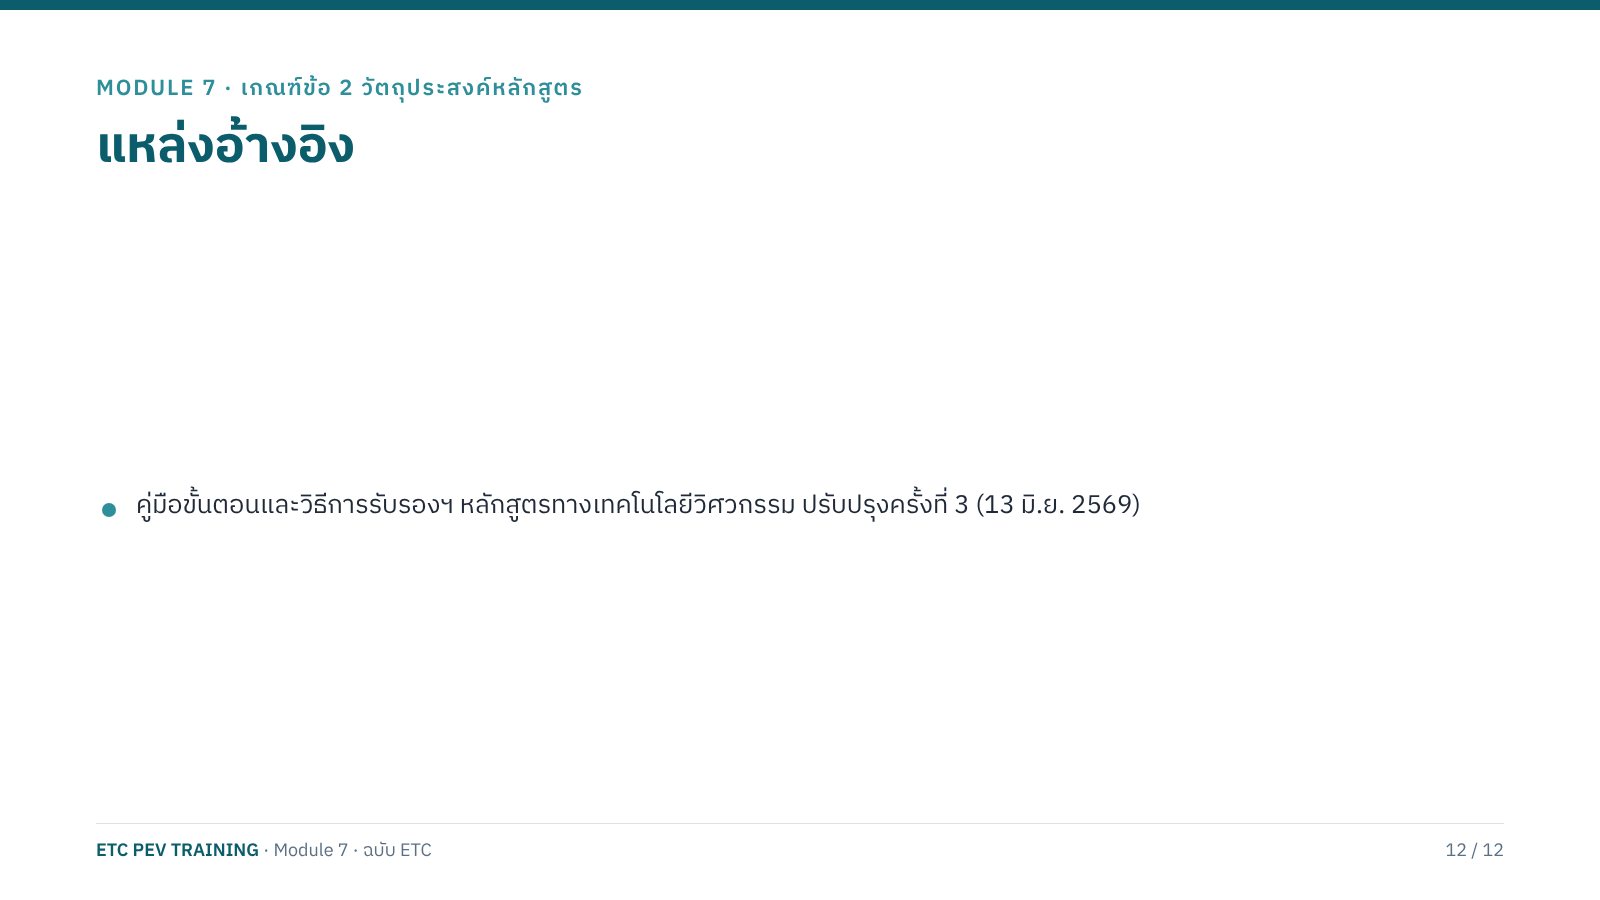 MODULE 7 · เกณฑ์ข้อ 2 วัตถุประสงค์หลักสูตร
แหล่งอ้างอิง
คู่มือขั้นตอนและวิธีการรับรองฯ หลักสูตรทางเทคโนโลยีวิศวกรรม ปรับปรุงครั้งที่ 3 (13 มิ.ย. 2569)
ETC PEV TRAINING · Module 7 · ฉบับ ETC
12 / 12